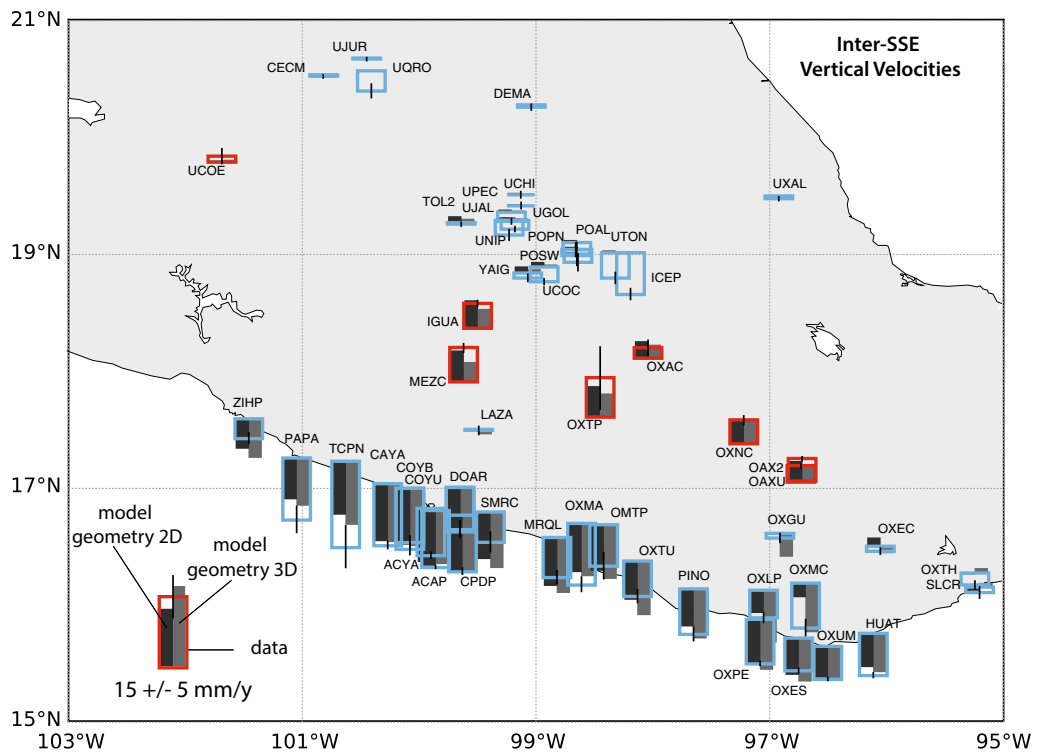 21°N
Inter-SSE
Vertical Velocities
UJUR
CECM
UQRO
DEMA
UCOE
UXAL
UCHI
UPEC
TOL2
UJAL
UGOL
UNIP
POPN
POAL
UTON
19°N
POSW
YAIG
ICEP
UCOC
IGUA
MEZC
OXAC
ZIHP
LAZA
OXTP
OXNC
PAPA
TCPN
CAYA
COYB
COYU
DOAR
OAX2
OAXU
17°N
SMRC
OXMA
OMTP
MRQL
OXGU
OXEC
model
geometry 2D
model
geometry 3D
ACYA
ACAP
CPDP
OXTU
PINO
OXLP
OXMC
OXTH
SLCR
data
OXPE
OXES
OXUM
HUAT
15 +/- 5 mm/y
15°N
103°W
101°W
99°W
97°W
95°W